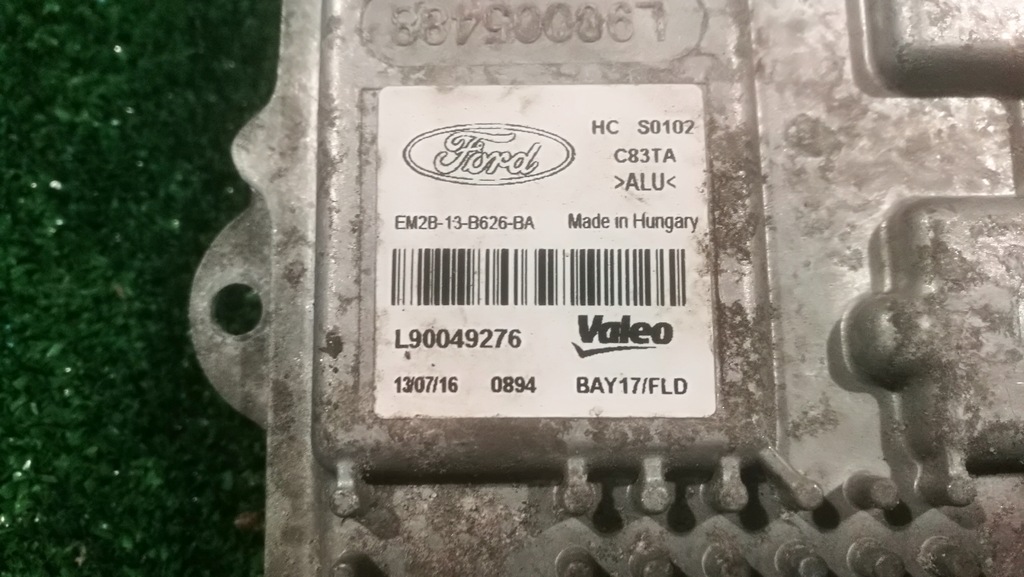 L90005488
Ford
HC S0102
C83TA
>ALU<
EM2B-13-B626-BA Made in Hungary
L90049276 Valeo
13/07/16 0894 BAY17/FLD